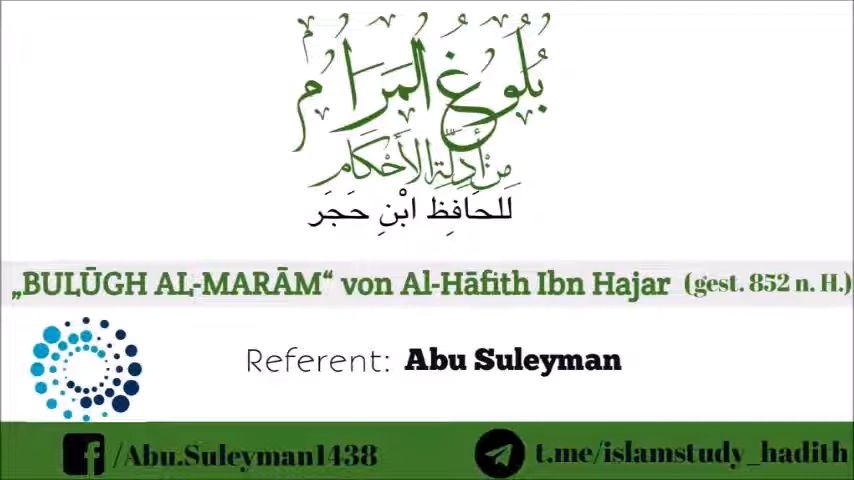 بُلُوغُ المَرَامِ
مِنْ أَدِلَّةِ الأَحْكَامِ
للحَافِظِ ابْنِ حَجَر
„BULŪGH AL-MARĀM“ von Al-Hāfith Ibn Hajar (gest. 852 n. H.)
Referent: Abu Suleyman
/Abu.Suleyman1438
t.me/islamstudy_hadith